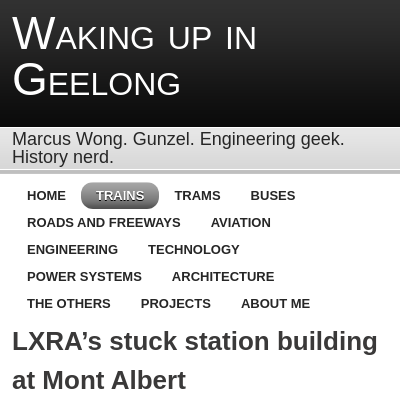 Waking up in
Geelong
Marcus Wong. Gunzel. Engineering geek.
History nerd.
HOME TRAINS TRAMS BUSES
ROADS AND FREEWAYS AVIATION
ENGINEERING TECHNOLOGY
POWER SYSTEMS ARCHITECTURE
THE OTHERS PROJECTS ABOUT ME
LXRA’s stuck station building
at Mont Albert